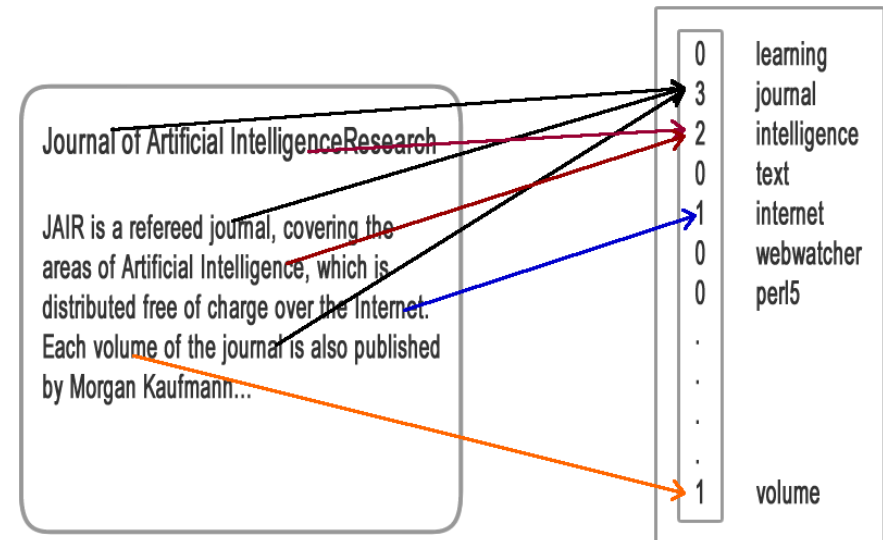 Journal of Artificial IntelligenceResearch
JAIR is a refereed journal, covering the
areas of Artificial Intelligence, which is
distributed free of charge over the Internet.
Each volume of the journal is also published
by Morgan Kaufmann...
0 learning
3 journal
2 intelligence
0 text
1 internet
0 webwatcher
0 perl5
.
.
.
.
1 volume